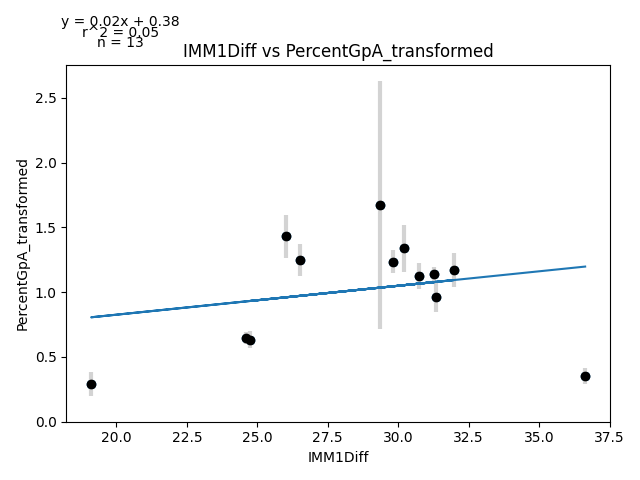 y = 0.02x + 0.38
r^2 = 0.05
n = 13
IMM1Diff vs PercentGpA_transformed
PercentGpA_transformed
2.5
2.0
1.5
1.0
0.5
0.0
20.0 22.5 25.0 27.5 30.0 32.5 35.0 37.5
IMM1Diff